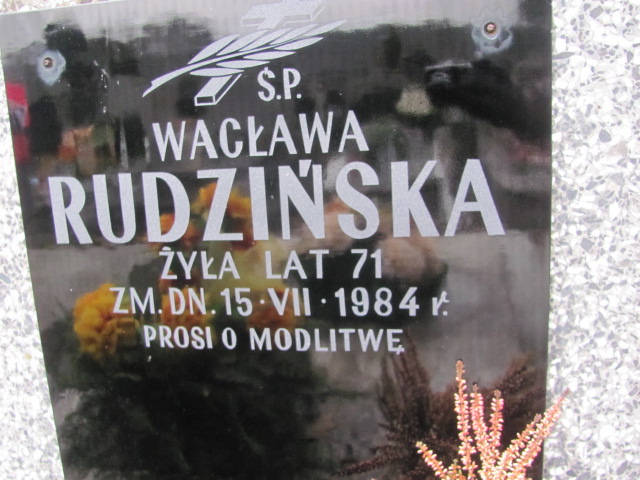 Ś.P.
WACŁAWA
RUDZIŃSKA
ŻYŁA LAT 71
ZM. DN. 15·VII·1984 r.
PROSI O MODLITWĘ